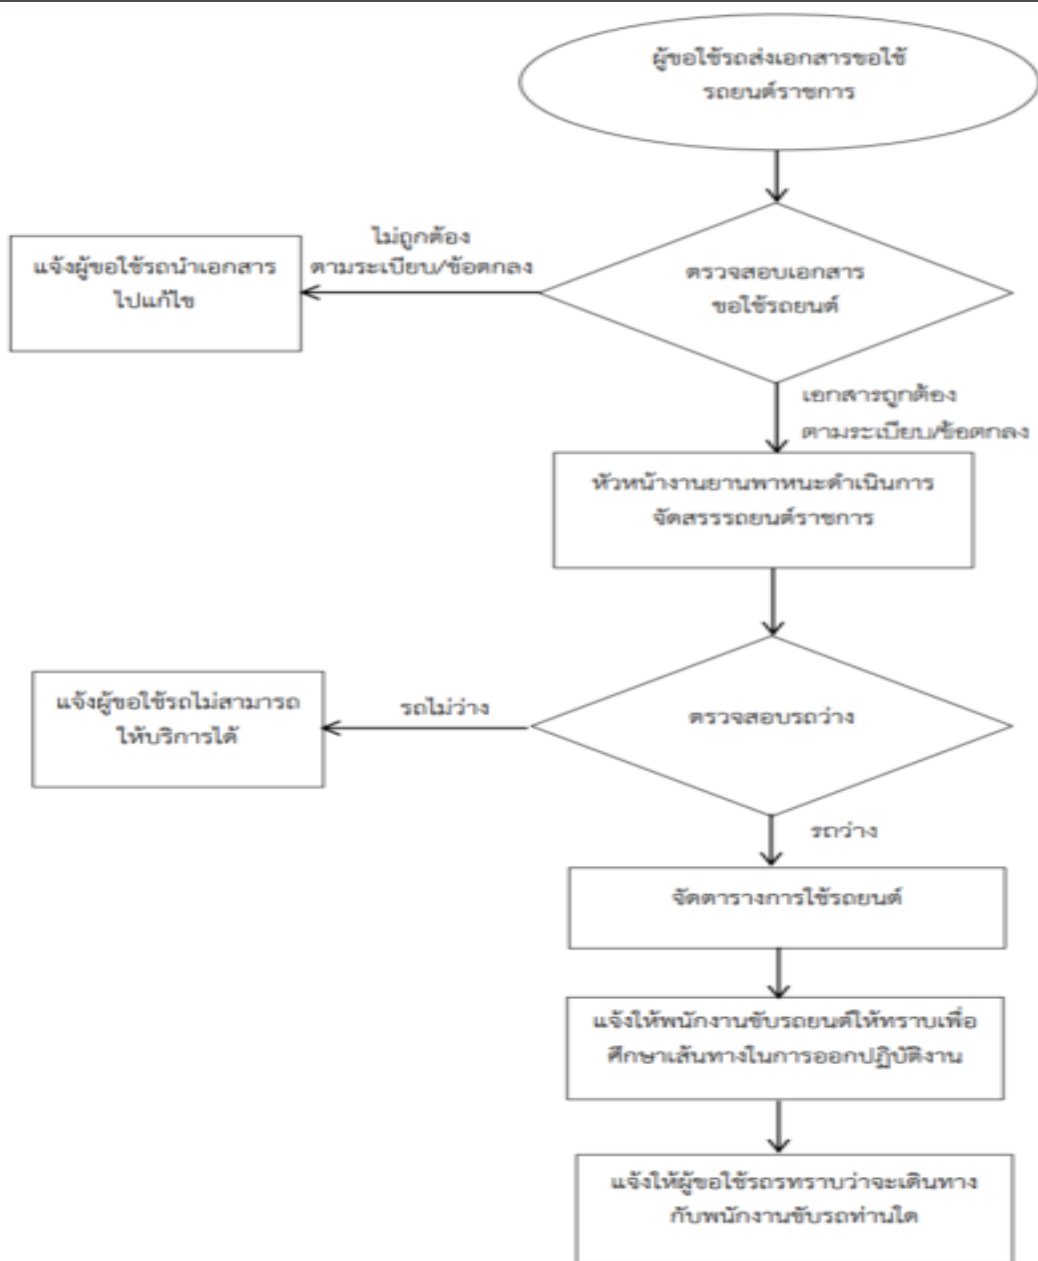 ผู้ขอใช้รถส่งเอกสารขอใช้
รถยนต์ราชการ
ไม่ถูกต้อง
ตามระเบียบ/ข้อตกลง
แจ้งผู้ขอใช้รถนำเอกสาร
ไปแก้ไข
ตรวจสอบเอกสาร
ขอใช้รถยนต์
เอกสารถูกต้อง
ตามระเบียบ/ข้อตกลง
หัวหน้างานยานพาหนะดำเนินการ
จัดสรรรถยนต์ราชการ
แจ้งผู้ขอใช้รถไม่สามารถ
ให้บริการได้
รถไม่ว่าง
ตรวจสอบรถว่าง
รถว่าง
จัดตารางการใช้รถยนต์
แจ้งให้พนักงานขับรถยนต์ให้ทราบเพื่อ
ศึกษาเส้นทางในการออกปฏิบัติงาน
แจ้งให้ผู้ขอใช้รถรทราบว่าจะเดินทาง
กับพนักงานขับรถท่านใด